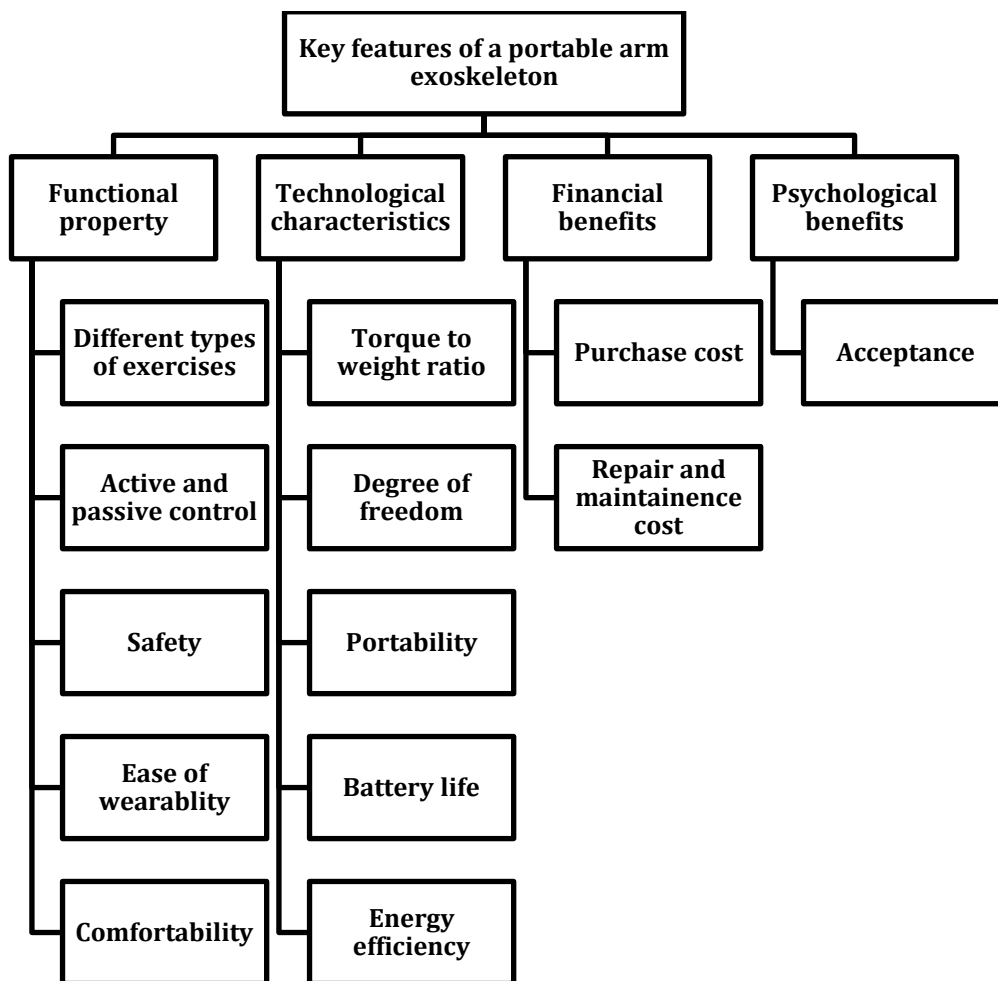 Key features of a portable arm
exoskeleton
Functional
property
Technological
characteristics
Financial
benefits
Psychological
benefits
Different types
of exercises
Torque to
weight ratio
Purchase cost
Acceptance
Active and
passive control
Degree of
freedom
Repair and
maintainence
cost
Safety
Portability
Ease of
wearablity
Battery life
Comfortability
Energy
efficiency